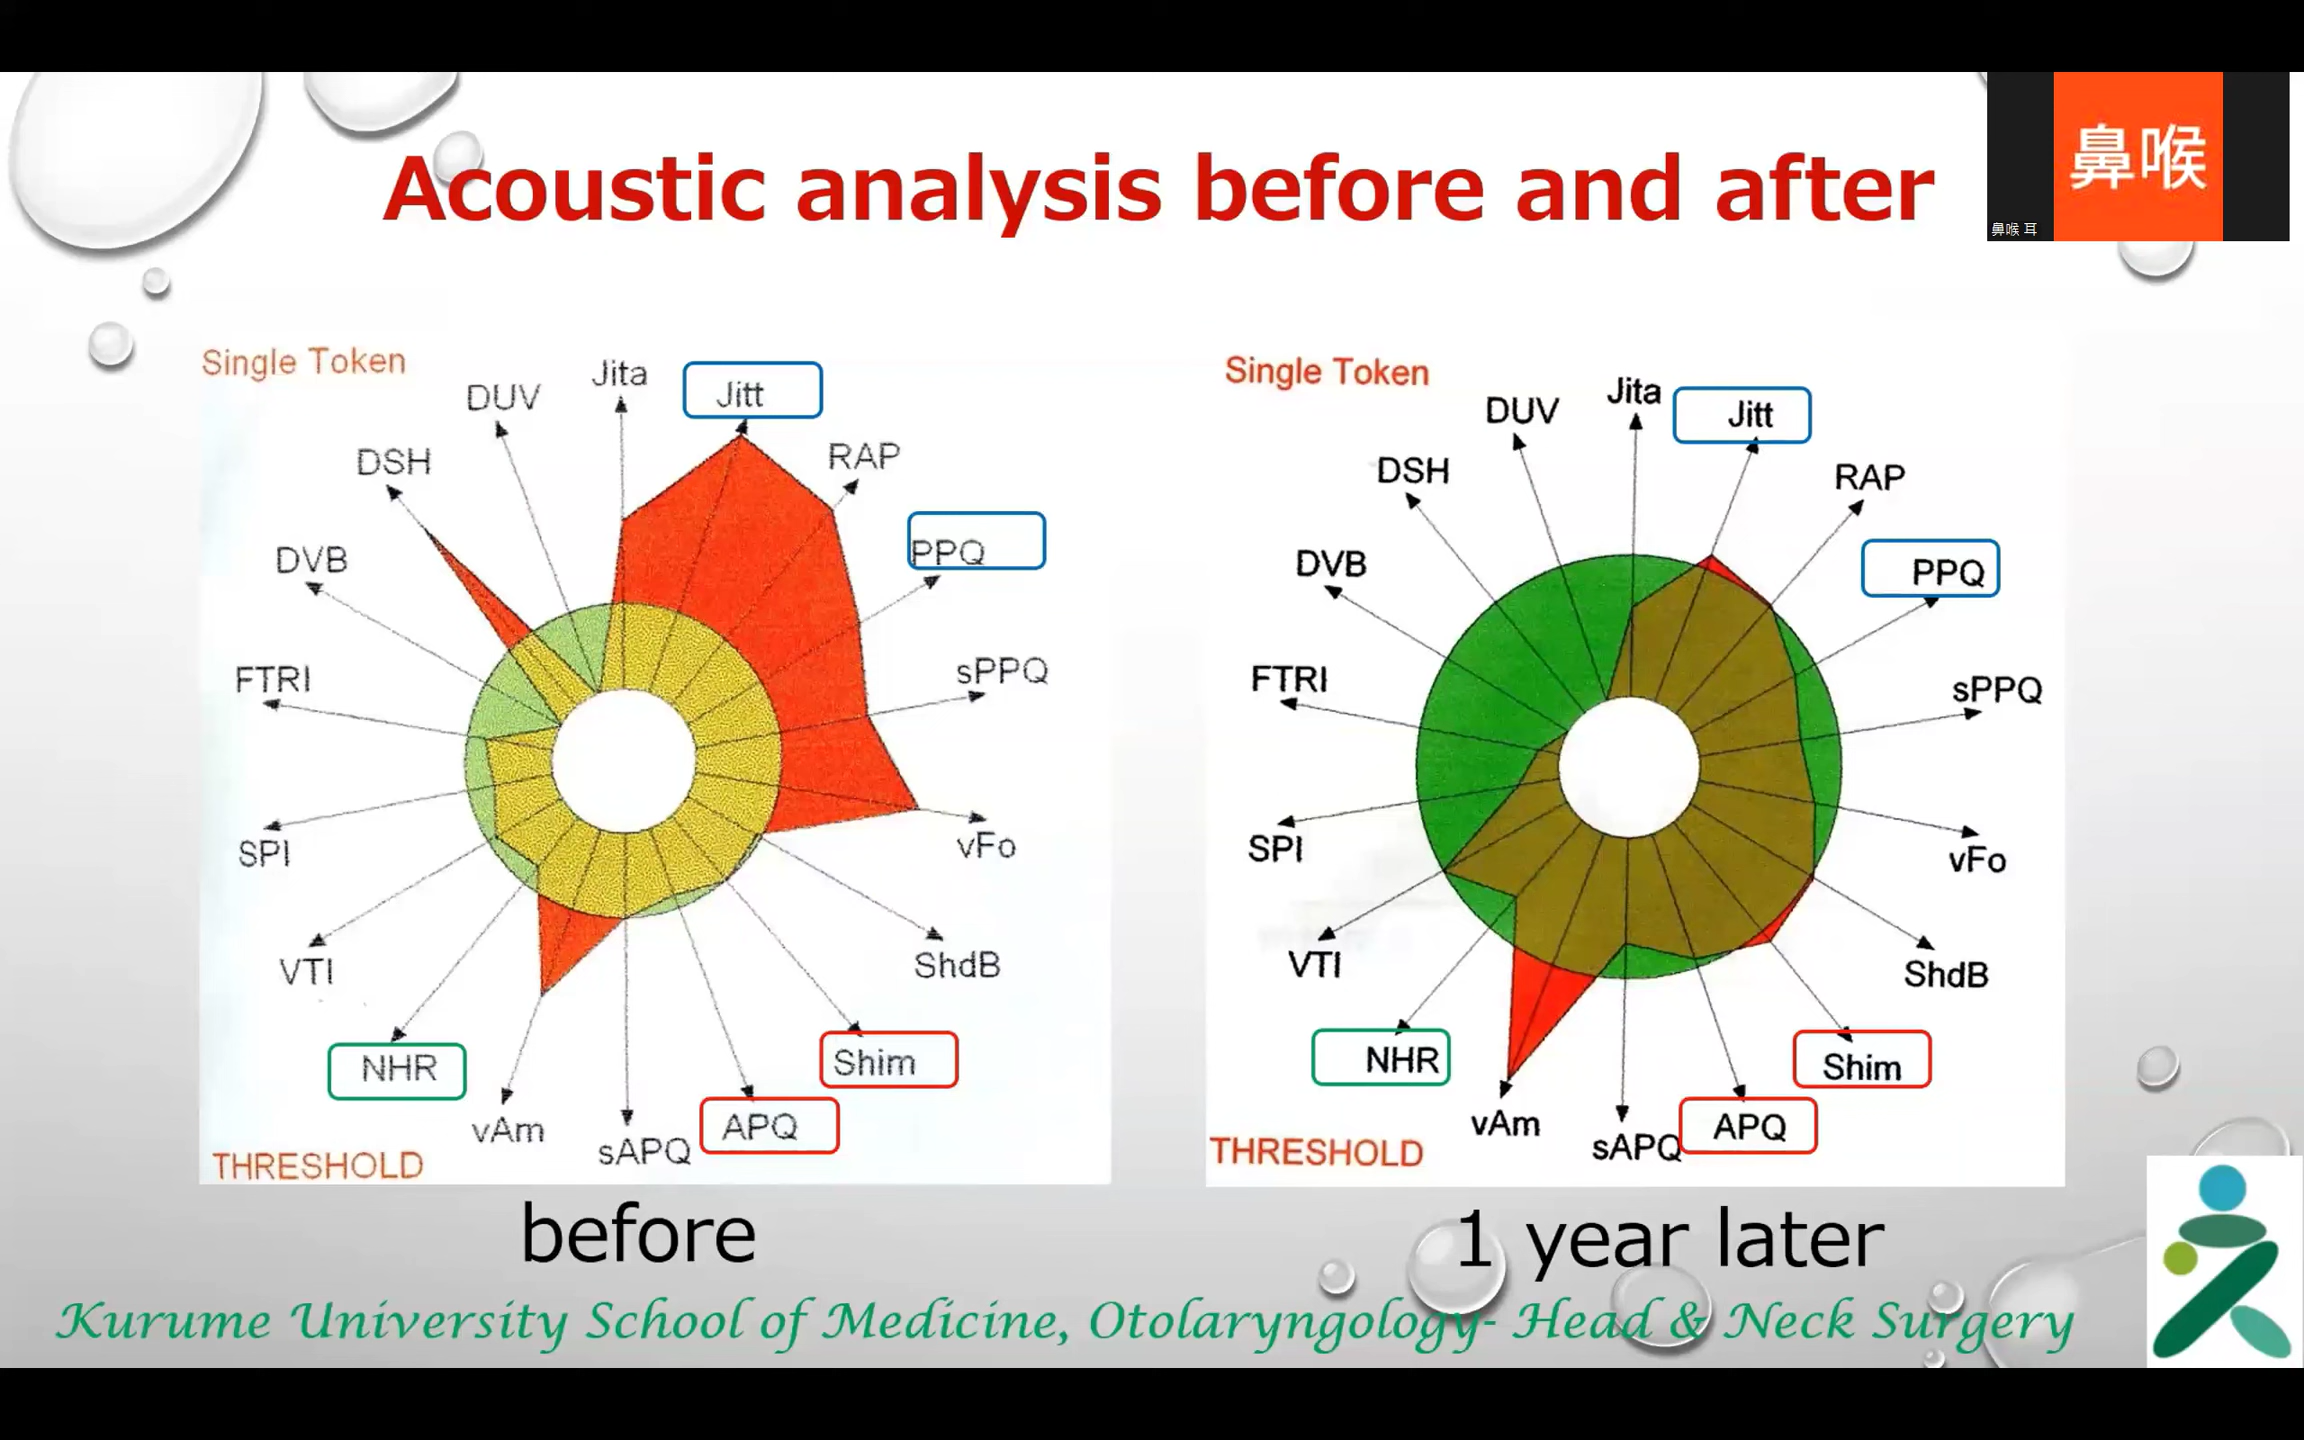 Acoustic analysis before and after
鼻喉
鼻喉 耳
Single Token
Jita
Jitt
DUV
RAP
DSH
PPQ
DVB
sPPQ
FTRI
vFo
SPI
ShdB
VTI
Shim
NHR
APQ
vAm
sAPQ
THRESHOLD
before
Single Token
Jita
Jitt
DUV
RAP
DSH
PPQ
DVB
sPPQ
FTRI
vFo
SPI
ShdB
VTI
Shim
NHR
APQ
vAm
sAPQ
THRESHOLD
1 year later
Kurume University School of Medicine, Otolaryngology- Head & Neck Surgery